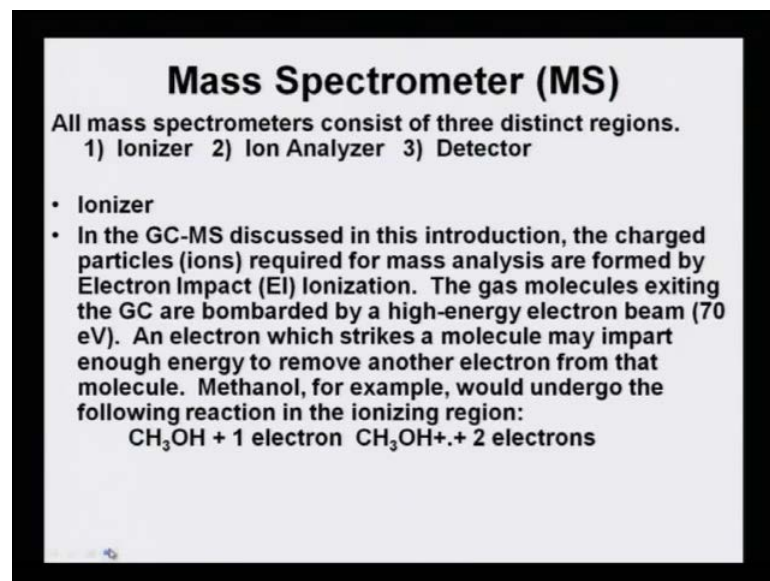 Mass Spectrometer (MS)
All mass spectrometers consist of three distinct regions.
1) Ionizer 2) Ion Analyzer 3) Detector
• Ionizer
• In the GC-MS discussed in this introduction, the charged
particles (ions) required for mass analysis are formed by
Electron Impact (EI) Ionization. The gas molecules exiting
the GC are bombarded by a high-energy electron beam (70
eV). An electron which strikes a molecule may impart
enough energy to remove another electron from that
molecule. Methanol, for example, would undergo the
following reaction in the ionizing region:
CH₃OH + 1 electron CH₃OH+.+ 2 electrons